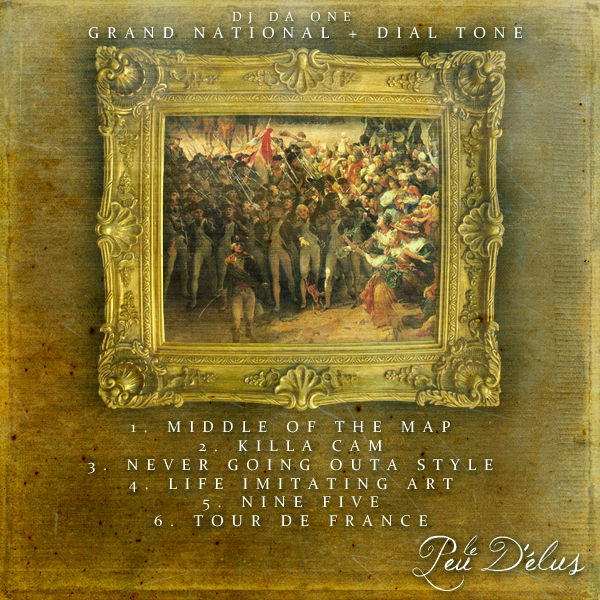 DJ DA ONE
GRAND NATIONAL + DIAL TONE
1. MIDDLE OF THE MAP
2. KILLA CAM
3. NEVER GOING OUTA STYLE
4. LIFE IMITATING ART
5. NINE FIVE
6. TOUR DE FRANCE
le
Peu D'élus